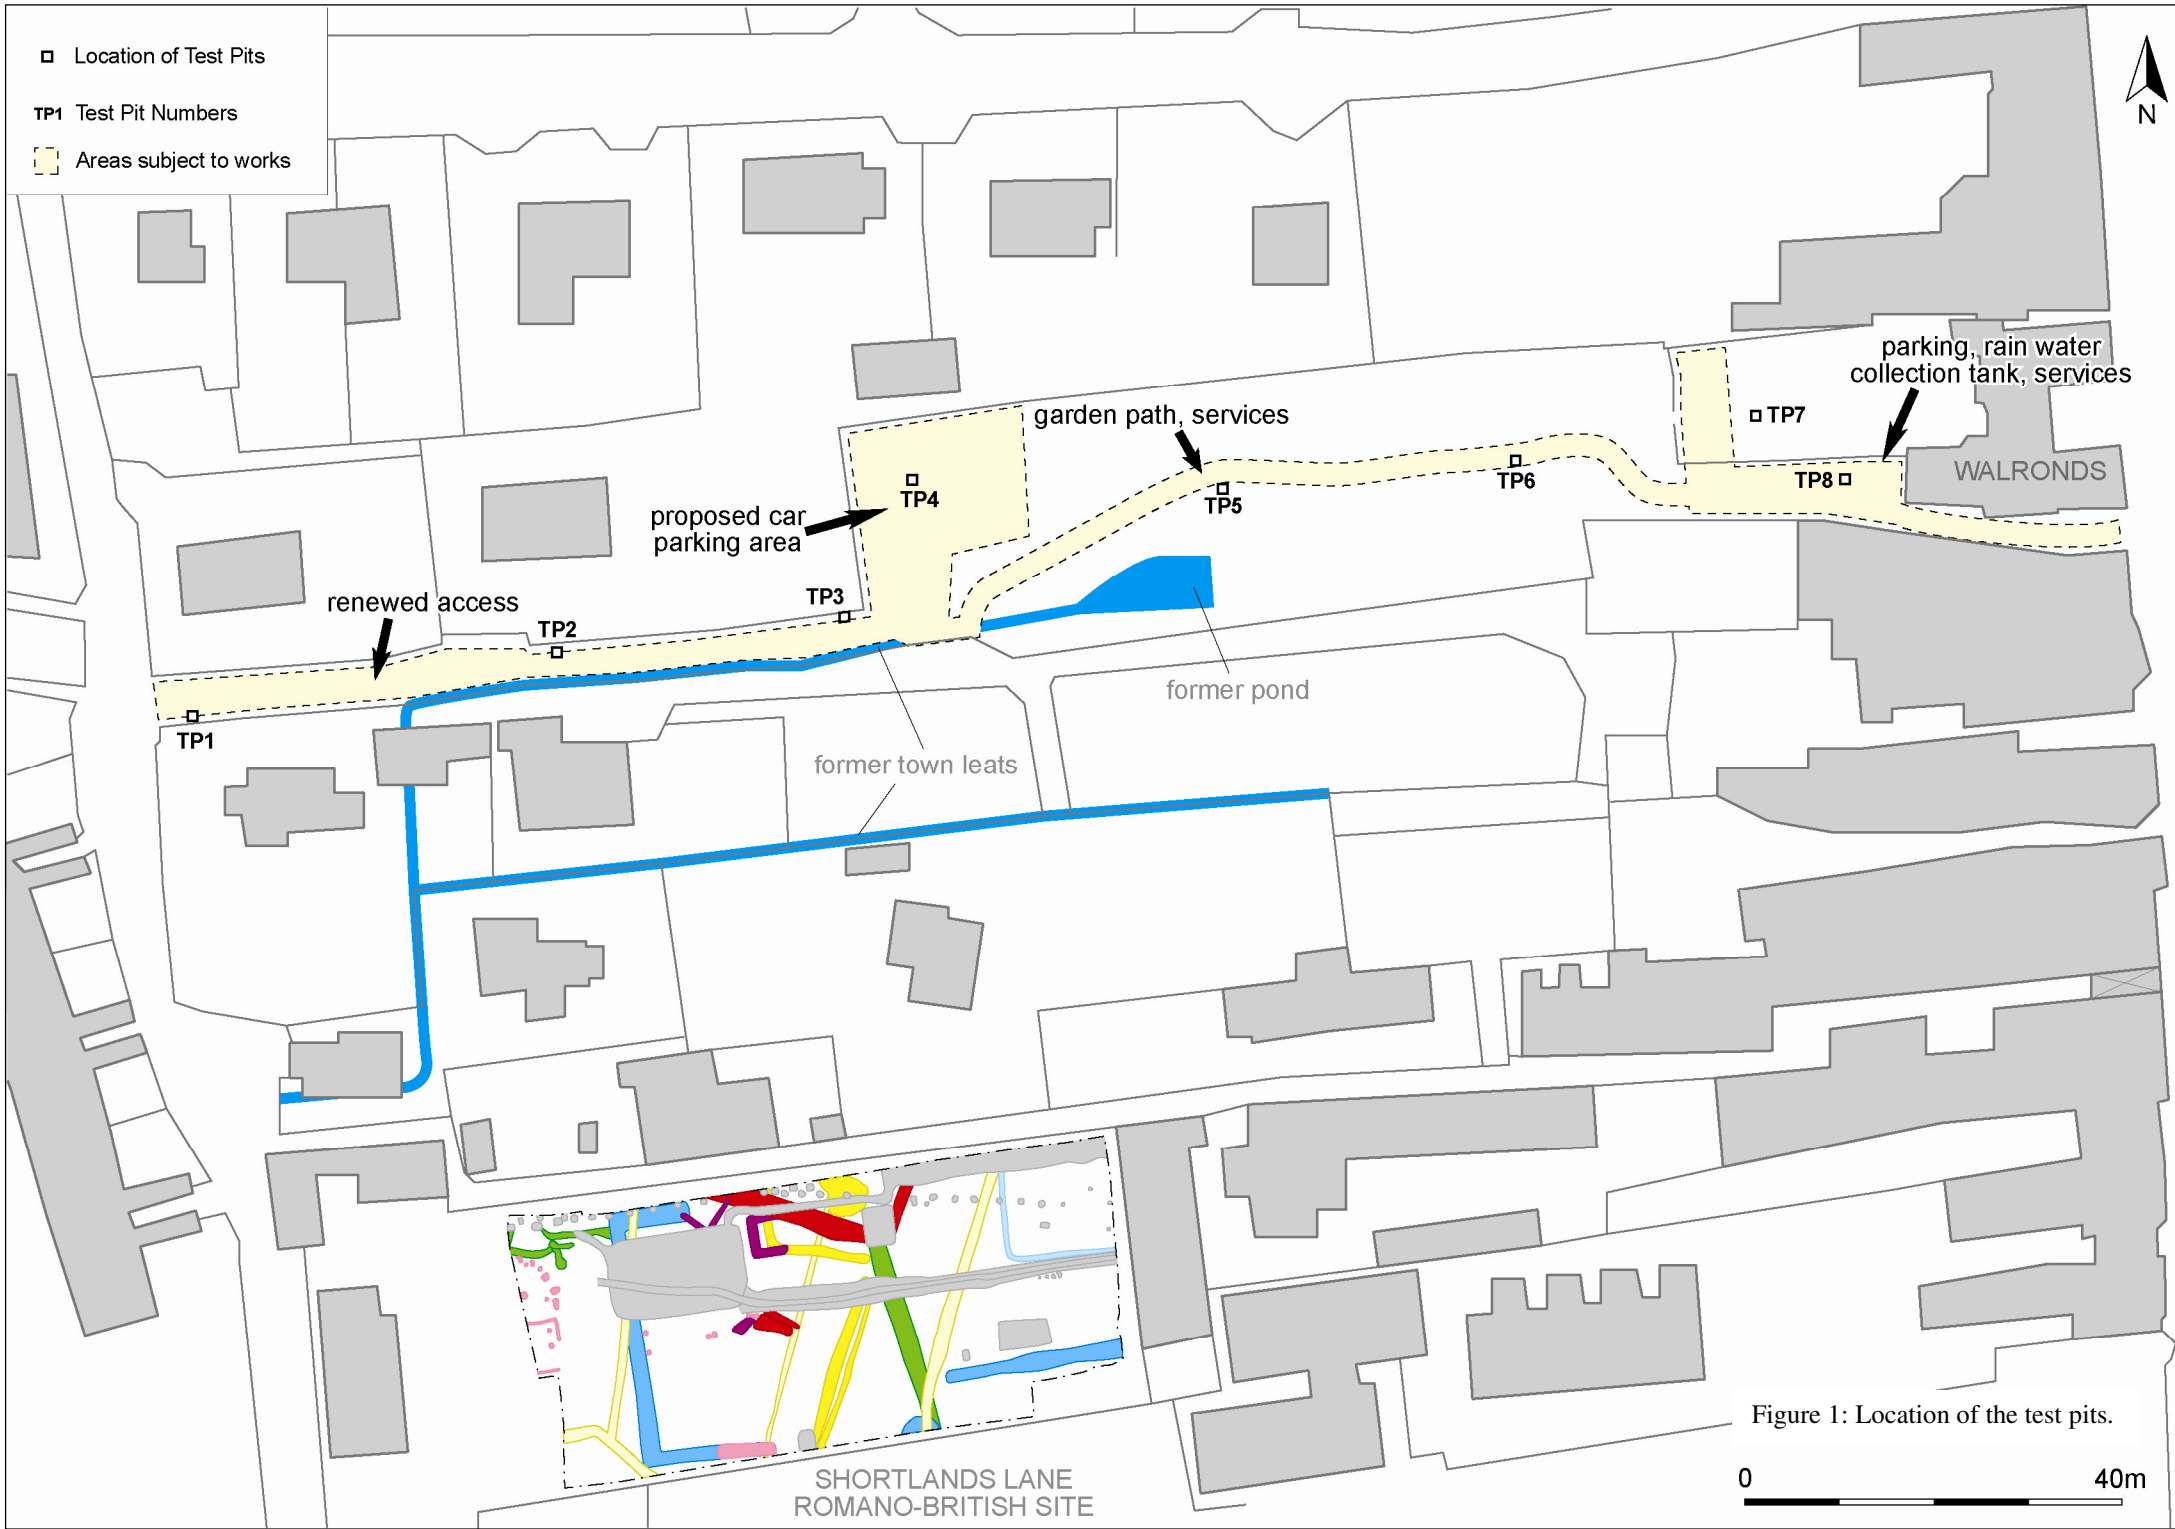 Location of Test Pits
TP1 Test Pit Numbers
Areas subject to works
N
parking, rain water
collection tank, services
garden path, services
TP7
WALRONDS
TP8
TP6
TP5
TP4
proposed car
parking area
TP3
renewed access
TP2
former pond
TP1
former town leats
Figure 1: Location of the test pits.
0 40m
SHORTLANDS LANE
ROMANO-BRITISH SITE